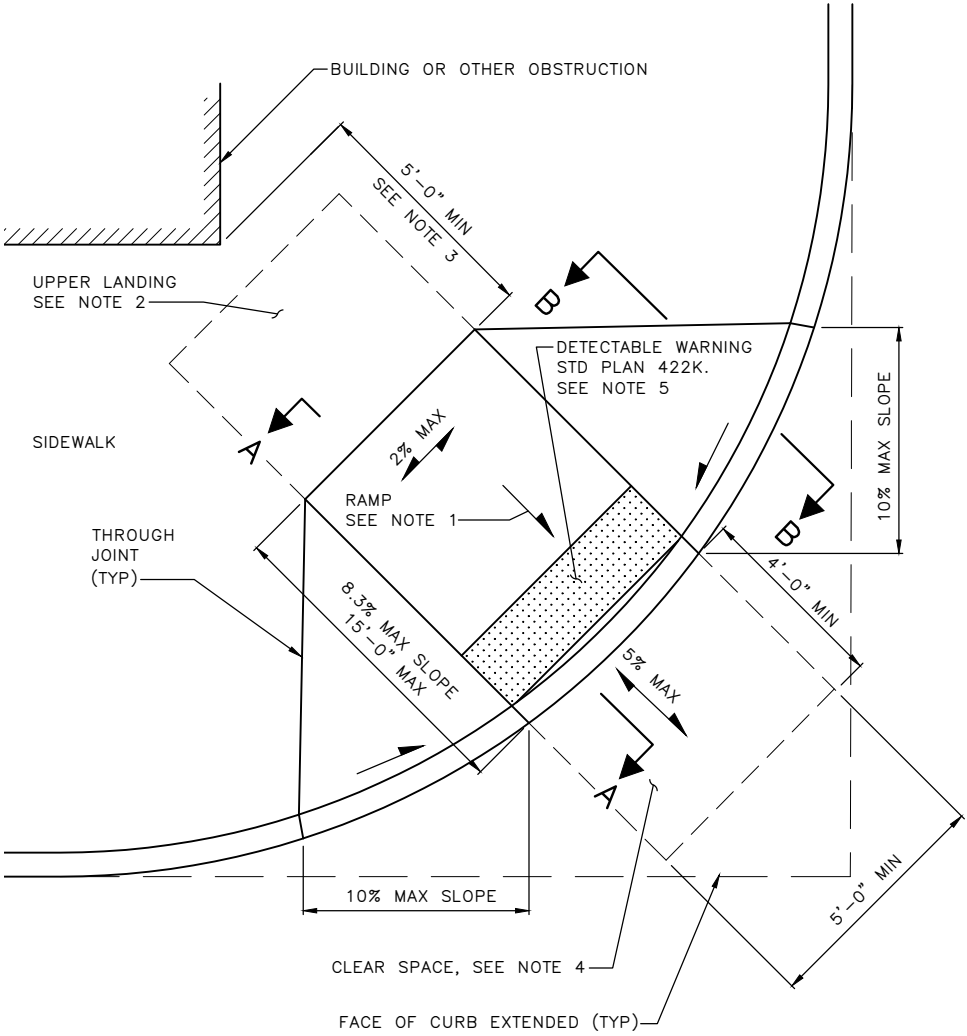 BUILDING OR OTHER OBSTRUCTION
5'-0" MIN
SEE NOTE 3
UPPER LANDING
SEE NOTE 2
B
DETECTABLE WARNING
STD PLAN 422K.
SEE NOTE 5
10% MAX SLOPE
A
SIDEWALK
2% MAX
RAMP
SEE NOTE 1
THROUGH
JOINT
(TYP)
B
4'-0" MIN
8.3% MAX SLOPE
15'-0" MAX
5% MAX
A
10% MAX SLOPE
5'-0" MIN
CLEAR SPACE, SEE NOTE 4
FACE OF CURB EXTENDED (TYP)